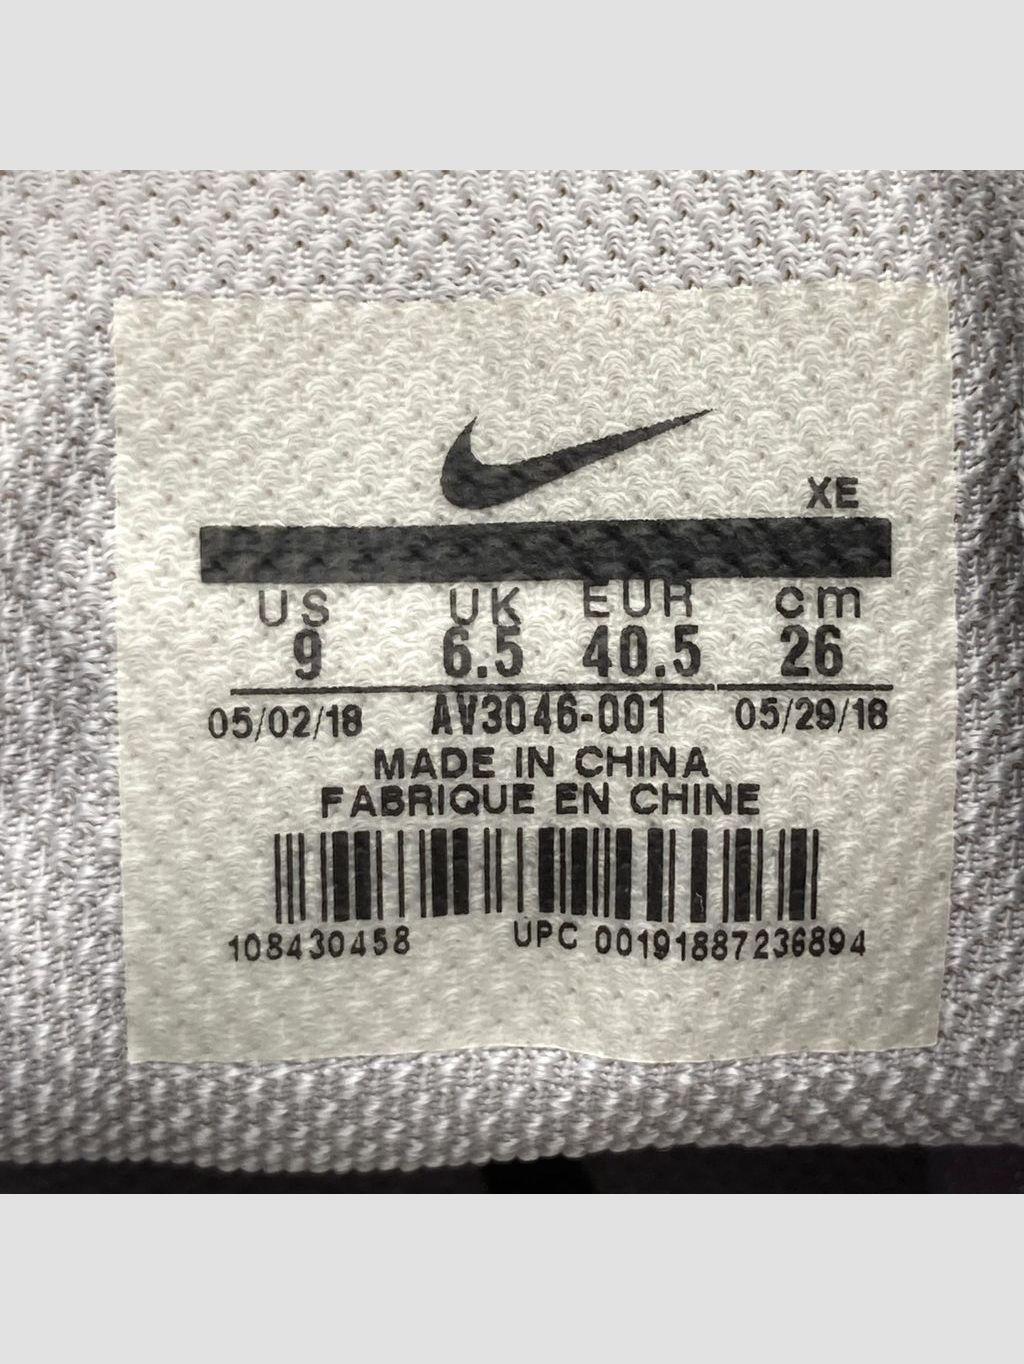 XE
US UK EUR cm
9 6.5 40.5 26
05/02/18 AV3046-001 05/29/18
MADE IN CHINA
FABRIQUE EN CHINE
108430458 UPC 00191887236894